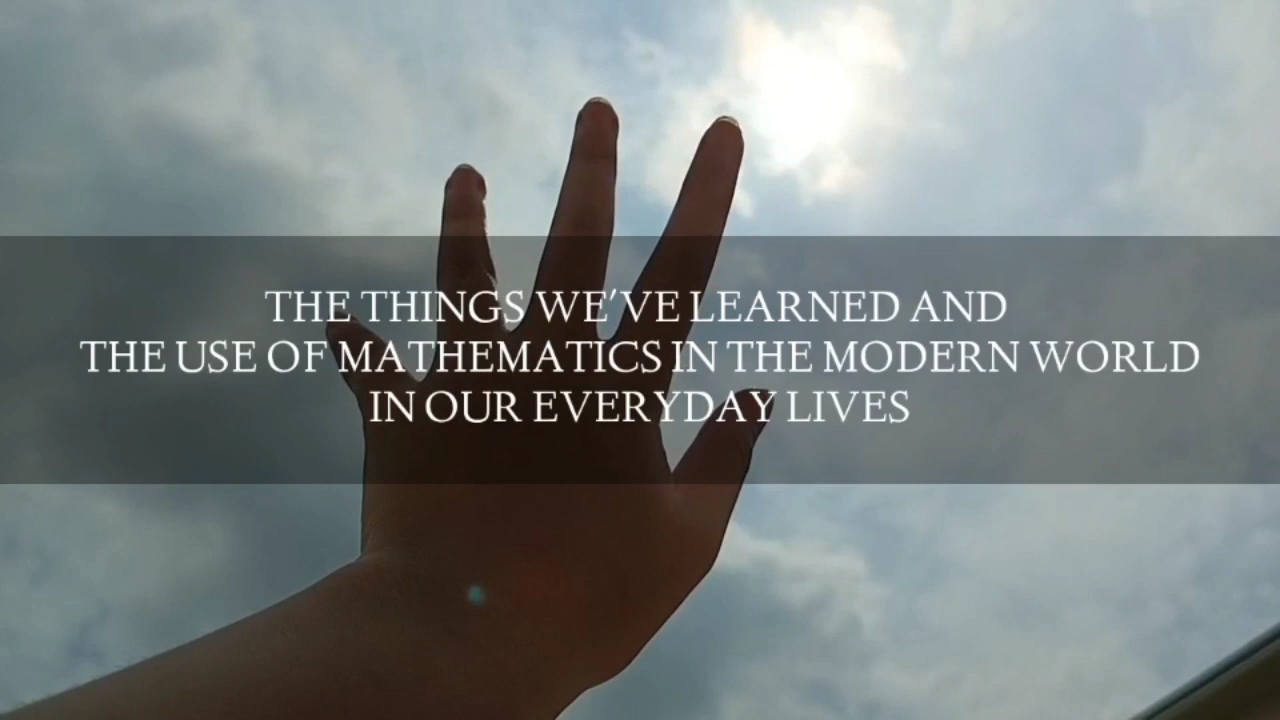 THE THINGS WE'VE LEARNED AND
THE USE OF MATHEMATICS IN THE MODERN WORLD
IN OUR EVERYDAY LIVES